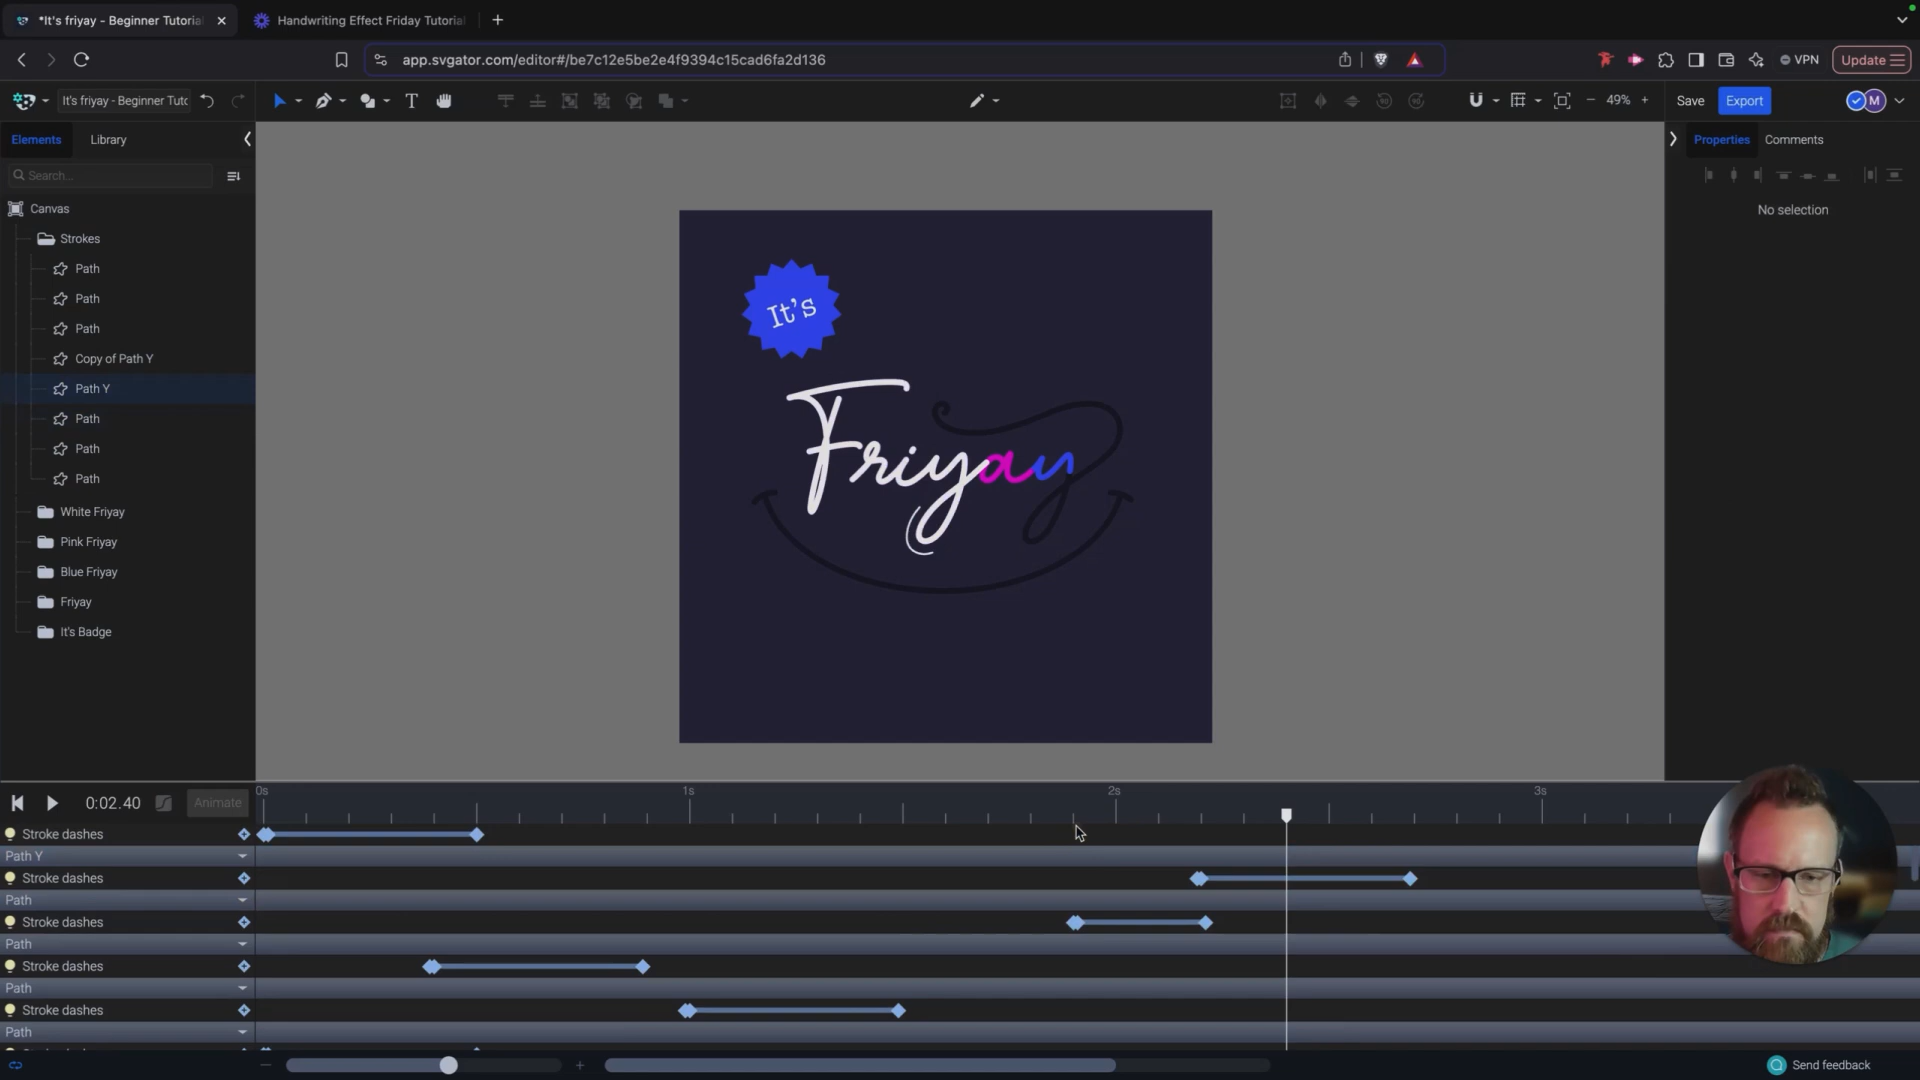 *It's friyay - Beginner Tutoria
Handwriting Effect Friday Tutorial
app.svgator.com/editor#/be7c12e5be2e4f9394c15cad6fa2d136
VPN
Update
It's friyay - Beginner Tuto
49%
Save
Export
M
Elements
Library
Properties
Comments
Search...
No selection
Canvas
Strokes
Path
Path
Path
Copy of Path Y
Path Y
Path
Path
Path
White Friyay
Pink Friyay
Blue Friyay
Friyay
It's Badge
It's
Friyay
0:02.40
Animate
0s
1s
2s
3s
Stroke dashes
Path Y
Stroke dashes
Path
Stroke dashes
Path
Stroke dashes
Path
Stroke dashes
Path
Send feedback